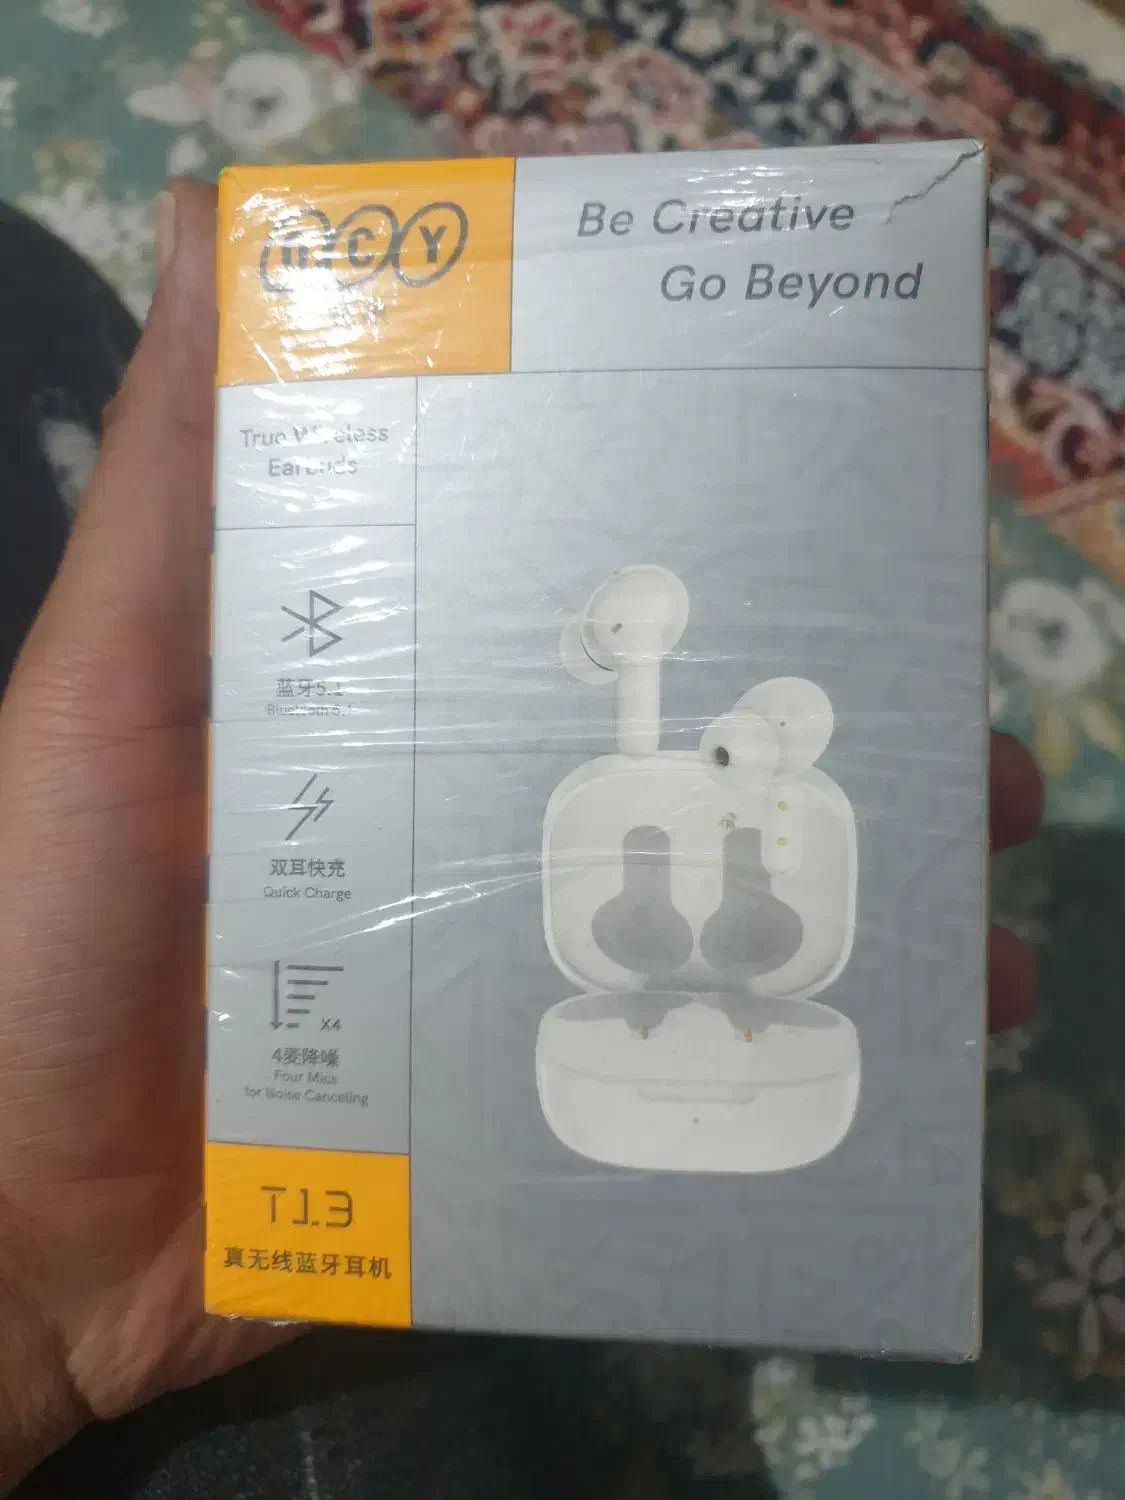 QCY
Be Creative
Go Beyond
True Wireless
Earbuds
蓝牙5.1
Bluetooth 5.1
双耳快充
Quick Charge
X4
4麦降噪
Four Mics
for Noise Canceling
T13
真无线蓝牙耳机